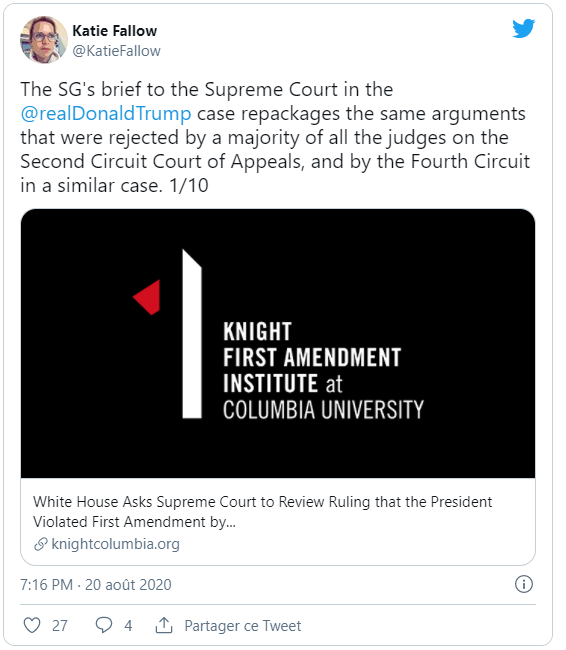 Katie Fallow
@KatieFallow
The SG's brief to the Supreme Court in the
@realDonaldTrump case repackages the same arguments
that were rejected by a majority of all the judges on the
Second Circuit Court of Appeals, and by the Fourth Circuit
in a similar case. 1/10
KNIGHT
FIRST AMENDMENT
INSTITUTE at
COLUMBIA UNIVERSITY
White House Asks Supreme Court to Review Ruling that the President
Violated First Amendment by...
knightcolumbia.org
7:16 PM · 20 août 2020
27 4 Partager ce Tweet